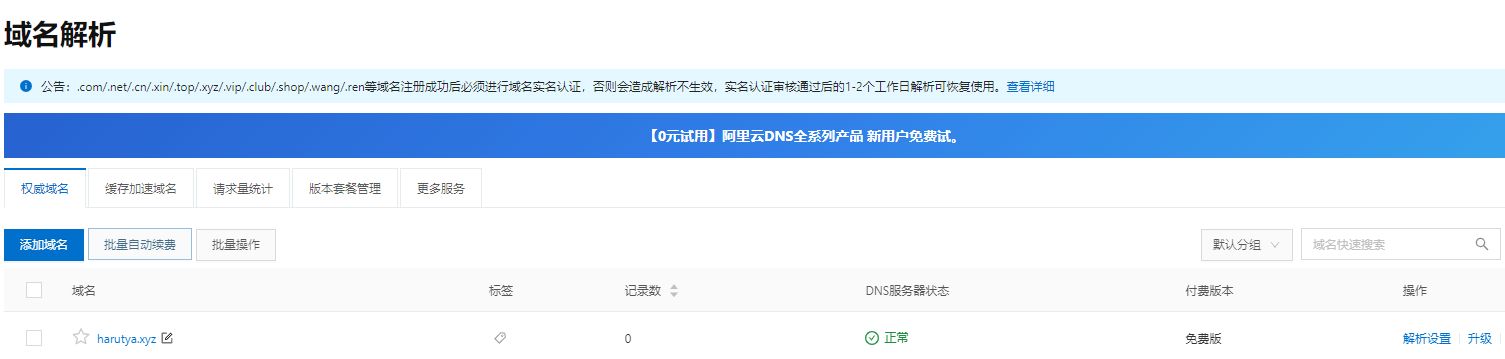 域名解析
公告：.com/.net/.cn/.xin/.top/.xyz/.vip/.club/.shop/.wang/.ren等域名注册成功后必须进行域名实名认证，否则会造成解析不生效，实名认证审核通过后的1-2个工作日解析可恢复使用。查看详细
【0元试用】阿里云DNS全系列产品 新用户免费试。
权威域名 缓存加速域名 请求量统计 版本套餐管理 更多服务
添加域名 批量自动续费 批量操作 默认分组 域名快速搜索
域名 标签 记录数 DNS服务器状态 付费版本 操作
harutya.xyz 0 正常 免费版 解析设置 升级